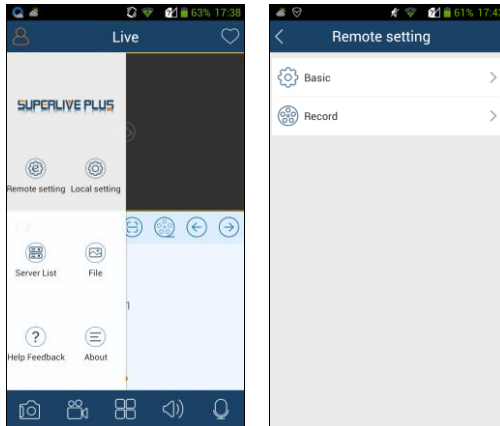 63% 17:38
Live
SUPERLIVE PLUS
Remote setting Local setting
Server List File
Help Feedback About
61% 17:43
Remote setting
Basic
Record